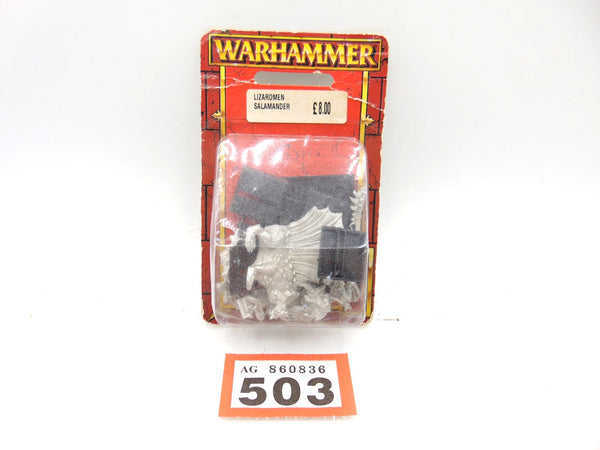 WARHAMMER
LIZARDMEN
SALAMANDER
£8.00
AG 860836
503